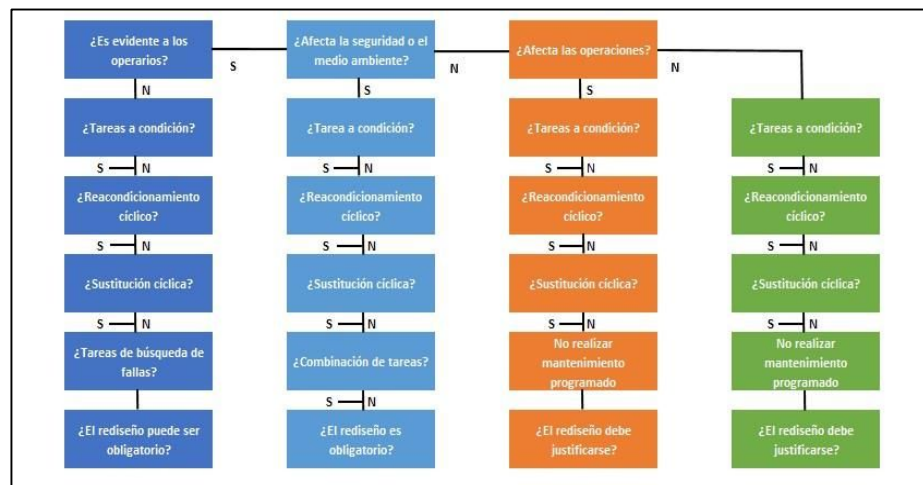 ¿Es evidente a los
operarios?
¿Afecta la seguridad o el
medio ambiente?
¿Afecta las operaciones?
S
N
N
N
S
S
¿Tareas a condición?
¿Tarea a condición?
¿Tareas a condición?
¿Tareas a condición?
S N
S N
S N
S N
¿Reacondicionamiento
cíclico?
¿Reacondicionamiento
cíclico?
¿Reacondicionamiento
cíclico?
¿Reacondicionamiento
cíclico?
S N
S N
S N
S N
¿Sustitución cíclica?
¿Sustitución cíclica?
¿Sustitución cíclica?
¿Sustitución cíclica?
S N
S N
S N
S N
¿Tareas de búsqueda de
fallas?
¿Combinación de tareas?
No realizar
mantenimiento
programado
No realizar
mantenimiento
programado
S N
¿El rediseño puede ser
obligatorio?
¿El rediseño es
obligatorio?
¿El rediseño debe
justificarse?
¿El rediseño debe
justificarse?